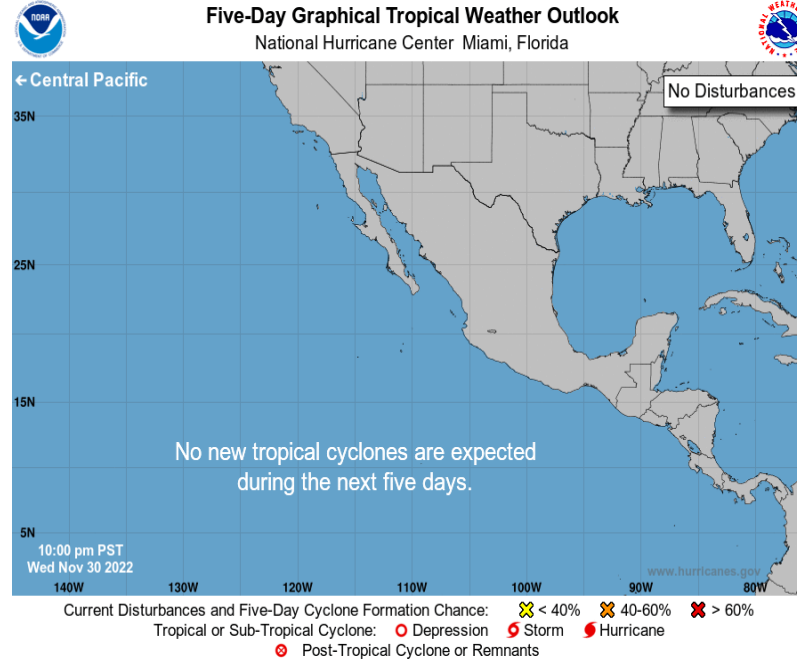 Five-Day Graphical Tropical Weather Outlook
National Hurricane Center Miami, Florida
NOAA
← Central Pacific
No Disturbances
35N
25N
15N
5N
No new tropical cyclones are expected
during the next five days.
10:00 pm PST
Wed Nov 30 2022
www.hurricanes.gov
140W 130W 120W 110W 100W 90W 80W
Current Disturbances and Five-Day Cyclone Formation Chance: < 40% 40-60% > 60%
Tropical or Sub-Tropical Cyclone: Depression Storm Hurricane
Post-Tropical Cyclone or Remnants